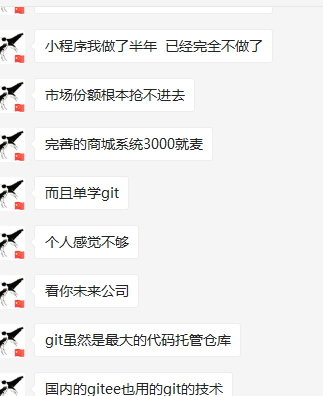 小程序我做了半年 已经完全不做了
市场份额根本抢不进去
完善的商城系统3000就麦
而且单学git
个人感觉不够
看你未来公司
git虽然是最大的代码托管仓库
国内的gitee也用的git的技术